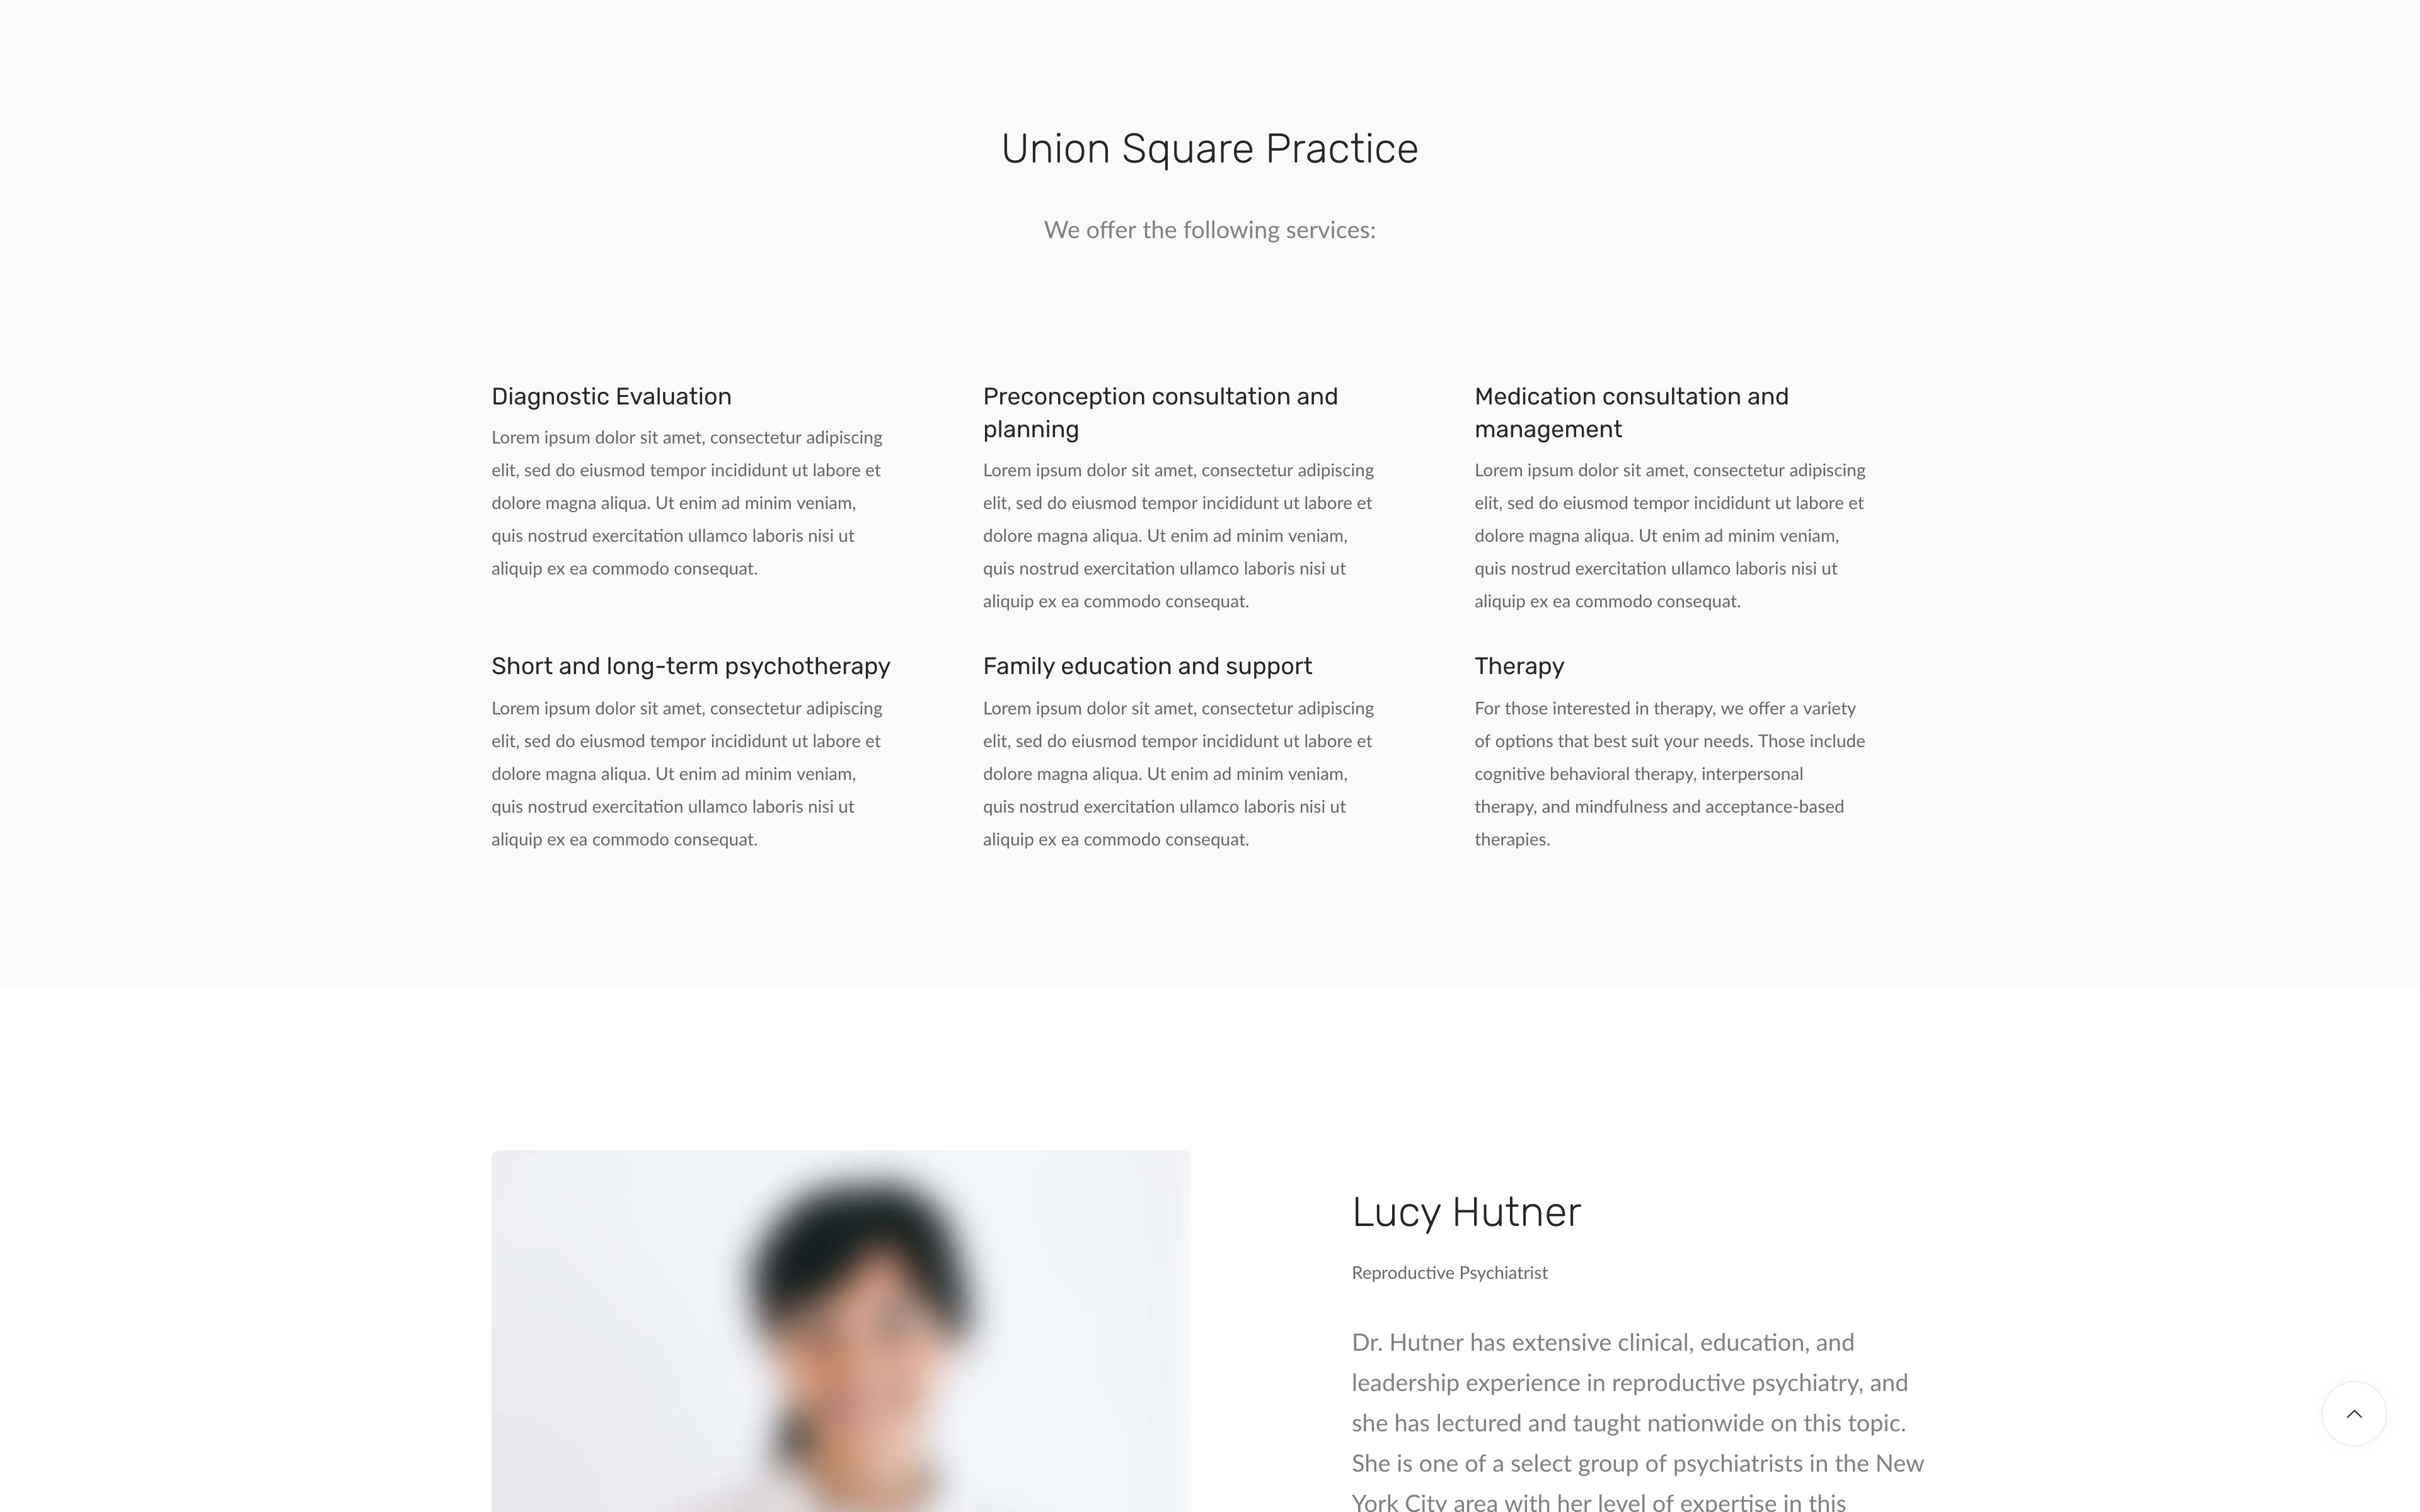 Union Square Practice
We offer the following services:
Diagnostic Evaluation
Lorem ipsum dolor sit amet, consectetur adipiscing
elit, sed do eiusmod tempor incididunt ut labore et
dolore magna aliqua. Ut enim ad minim veniam,
quis nostrud exercitation ullamco laboris nisi ut
aliquip ex ea commodo consequat.
Preconception consultation and
planning
Lorem ipsum dolor sit amet, consectetur adipiscing
elit, sed do eiusmod tempor incididunt ut labore et
dolore magna aliqua. Ut enim ad minim veniam,
quis nostrud exercitation ullamco laboris nisi ut
aliquip ex ea commodo consequat.
Medication consultation and
management
Lorem ipsum dolor sit amet, consectetur adipiscing
elit, sed do eiusmod tempor incididunt ut labore et
dolore magna aliqua. Ut enim ad minim veniam,
quis nostrud exercitation ullamco laboris nisi ut
aliquip ex ea commodo consequat.
Short and long-term psychotherapy
Lorem ipsum dolor sit amet, consectetur adipiscing
elit, sed do eiusmod tempor incididunt ut labore et
dolore magna aliqua. Ut enim ad minim veniam,
quis nostrud exercitation ullamco laboris nisi ut
aliquip ex ea commodo consequat.
Family education and support
Lorem ipsum dolor sit amet, consectetur adipiscing
elit, sed do eiusmod tempor incididunt ut labore et
dolore magna aliqua. Ut enim ad minim veniam,
quis nostrud exercitation ullamco laboris nisi ut
aliquip ex ea commodo consequat.
Therapy
For those interested in therapy, we offer a variety
of options that best suit your needs. Those include
cognitive behavioral therapy, interpersonal
therapy, and mindfulness and acceptance-based
therapies.
Lucy Hutner
Reproductive Psychiatrist
Dr. Hutner has extensive clinical, education, and
leadership experience in reproductive psychiatry, and
she has lectured and taught nationwide on this topic.
She is one of a select group of psychiatrists in the New
York City area with her level of expertise in this